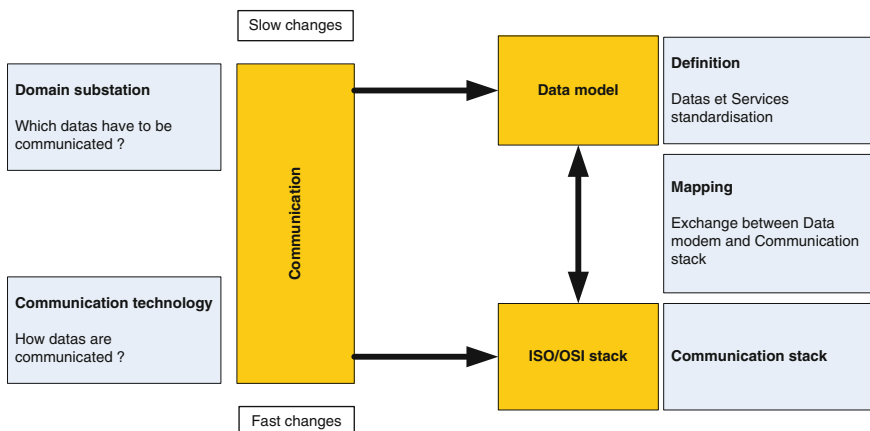 Slow changes
Domain substation
Which datas have to be
communicated ?
Communication
Data model
Definition
Datas et Services
standardisation
Mapping
Exchange between Data
modem and Communication
stack
Communication technology
How datas are
communicated ?
ISO/OSI stack
Communication stack
Fast changes